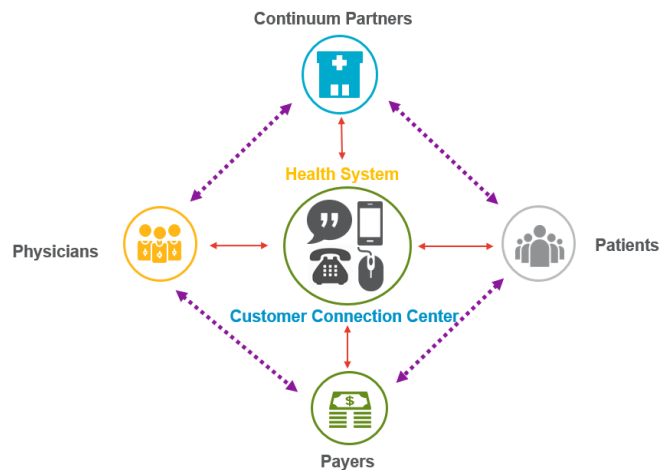 Continuum Partners
Health System
Physicians
Patients
Customer Connection Center
$
Payers